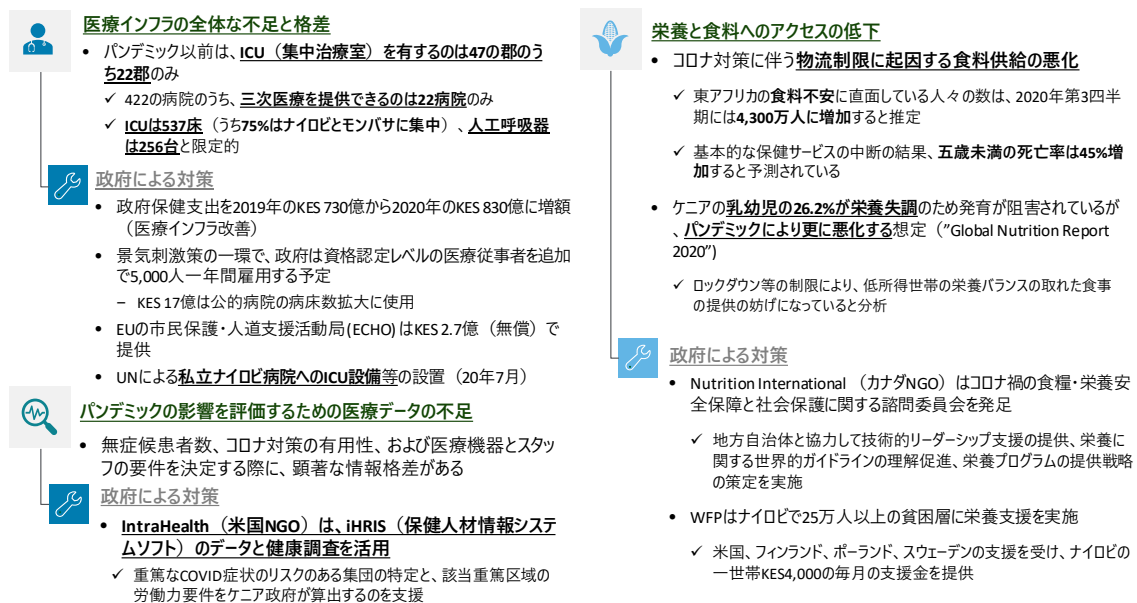 医療インフラの全体な不足と格差
• パンデミック以前は、ICU（集中治療室）を有するのは47の郡のう
ち22郡のみ
✓ 422の病院のうち、三次医療を提供できるのは22病院のみ
✓ ICUは537床（うち75%はナイロビとモンバサに集中）、人工呼吸器
は256台と限定的
政府による対策
• 政府保健支出を2019年のKES 730億から2020年のKES 830億に増額
（医療インフラ改善）
• 景気刺激策の一環で、政府は資格認定レベルの医療従事者を追加
で5,000人一年間雇用する予定
– KES 17億は公的病院の病床数拡大に使用
• EUの市民保護・人道支援活動局(ECHO) はKES 2.7億（無償）で
提供
• UNによる私立ナイロビ病院へのICU設備等の設置（20年7月）
パンデミックの影響を評価するための医療データの不足
• 無症候患者数、コロナ対策の有用性、および医療機器とスタッ
フの要件を決定する際に、顕著な情報格差がある
政府による対策
• IntraHealth（米国NGO）は、iHRIS（保健人材情報システ
ムソフト）のデータと健康調査を活用
✓ 重篤なCOVID症状のリスクのある集団の特定と、該当重篤区域の
労働力要件をケニア政府が算出するのを支援
栄養と食料へのアクセスの低下
• コロナ対策に伴う物流制限に起因する食料供給の悪化
✓ 東アフリカの食料不安に直面している人々の数は、2020年第3四半
期には4,300万人に増加すると推定
✓ 基本的な保健サービスの中断の結果、五歳未満の死亡率は45%増
加すると予測されている
• ケニアの乳幼児の26.2%が栄養失調のため発育が阻害されているが
、パンデミックにより更に悪化する想定（”Global Nutrition Report
2020”)
✓ ロックダウン等の制限により、低所得世帯の栄養バランスの取れた食事
の提供の妨げになっていると分析
政府による対策
• Nutrition International （カナダNGO）はコロナ禍の食糧・栄養安
全保障と社会保護に関する諮問委員会を発足
✓ 地方自治体と協力して技術的リーダーシップ支援の提供、栄養に
関する世界的ガイドラインの理解促進、栄養プログラムの提供戦略
の策定を実施
• WFPはナイロビで25万人以上の貧困層に栄養支援を実施
✓ 米国、フィンランド、ポーランド、スウェーデンの支援を受け、ナイロビの
一世帯KES4,000の毎月の支援金を提供